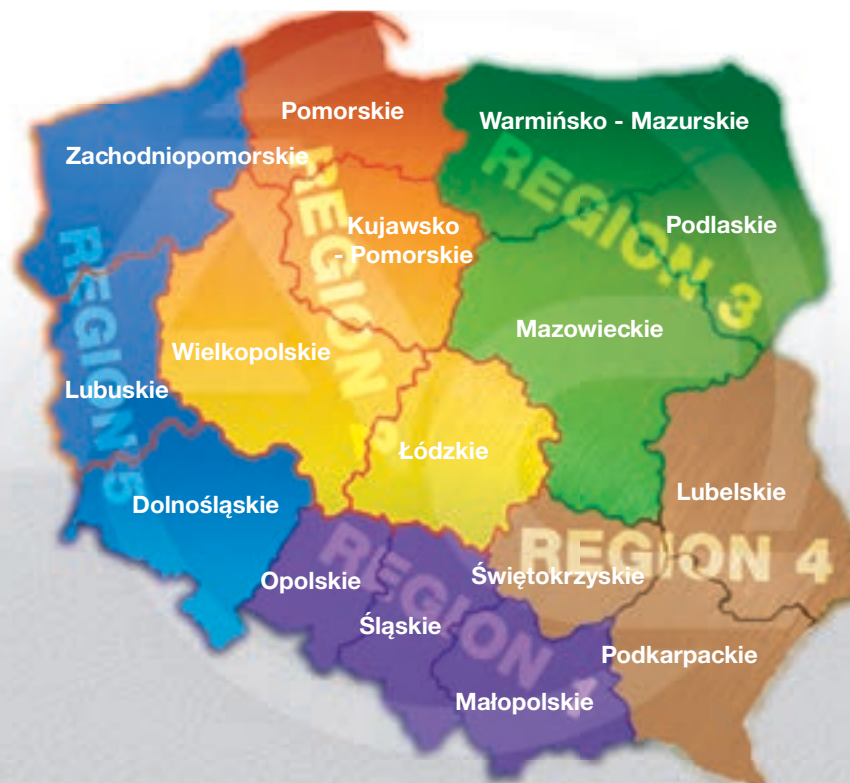 Pomorskie
Warmińsko - Mazurskie
Zachodniopomorskie
REGION 3
Podlaskie
Kujawsko
- Pomorskie
REGION
REGION 5
Mazowieckie
Wielkopolskie
Lubuskie
Łódzkie
Lubelskie
Dolnośląskie
REGION 4
Świętokrzyskie
Opolskie
REGION 1
Śląskie
Podkarpackie
Małopolskie